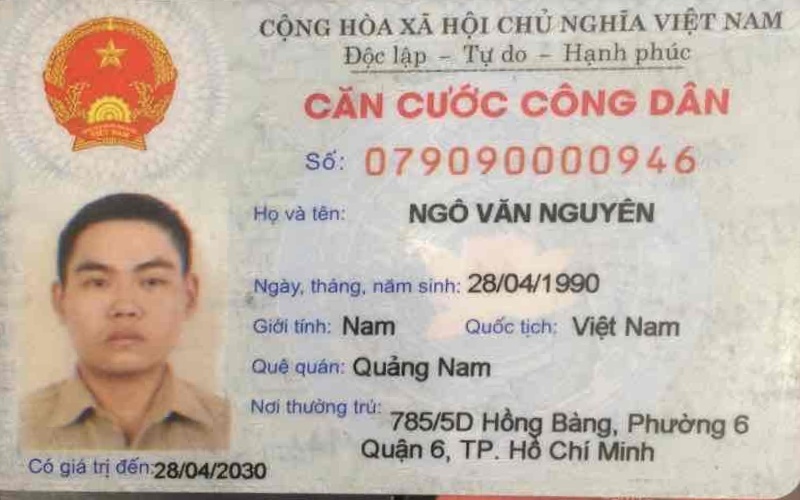 CỘNG HÒA XÃ HỘI CHỦ NGHĨA VIỆT NAM
Độc lập – Tự do – Hạnh phúc
CĂN CƯỚC CÔNG DÂN
Số: 079090000946
Họ và tên: NGÔ VĂN NGUYÊN
Ngày, tháng, năm sinh: 28/04/1990
Giới tính: Nam Quốc tịch: Việt Nam
Quê quán: Quảng Nam
Nơi thường trú: 785/5D Hồng Bàng, Phường 6
Quận 6, TP. Hồ Chí Minh
Có giá trị đến: 28/04/2030